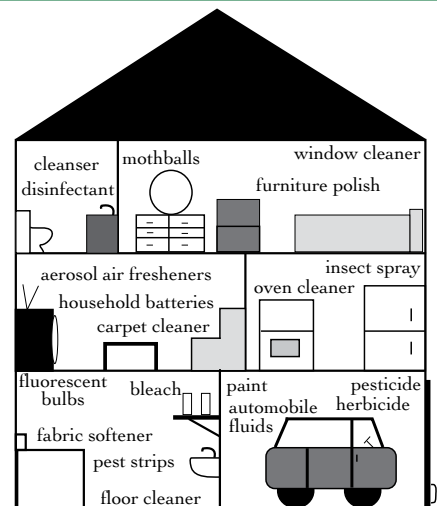 cleanser
disinfectant
mothballs
window cleaner
furniture polish
aerosol air fresheners
household batteries
carpet cleaner
insect spray
oven cleaner
fluorescent
bulbs
bleach
fabric softener
pest strips
floor cleaner
paint
automobile
fluids
pesticide
herbicide